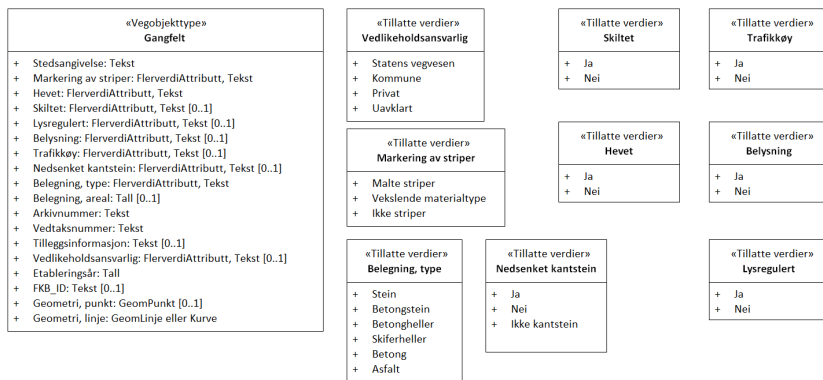 «Vegobjekttype»
Gangfelt
+ Stedsangivelse: Tekst
+ Markering av striper: FlerverdiAttributt, Tekst
+ Hevet: FlerverdiAttributt, Tekst
+ Skiltet: FlerverdiAttributt, Tekst [0..1]
+ Lysregulert: FlerverdiAttributt, Tekst [0..1]
+ Belysning: FlerverdiAttributt, Tekst [0..1]
+ Trafikkøy: FlerverdiAttributt, Tekst [0..1]
+ Nedsenket kantstein: FlerverdiAttributt, Tekst [0..1]
+ Belegning, type: FlerverdiAttributt, Tekst
+ Belegning, areal: Tall [0..1]
+ Arkivnummer: Tekst
+ Vedtaksnummer: Tekst
+ Tilleggsinformasjon: Tekst [0..1]
+ Vedlikeholdsansvarlig: FlerverdiAttributt, Tekst [0..1]
+ Etableringsår: Tall
+ FKB_ID: Tekst [0..1]
+ Geometri, punkt: GeomPunkt [0..1]
+ Geometri, linje: GeomLinje eller Kurve
«Tillatte verdier»
Vedlikeholdsansvarlig
+ Statens vegvesen
+ Kommune
+ Privat
+ Uavklart
«Tillatte verdier»
Skiltet
+ Ja
+ Nei
«Tillatte verdier»
Trafikkøy
+ Ja
+ Nei
«Tillatte verdier»
Markering av striper
+ Malte striper
+ Vekslende materialtype
+ Ikke striper
«Tillatte verdier»
Hevet
+ Ja
+ Nei
«Tillatte verdier»
Belysning
+ Ja
+ Nei
«Tillatte verdier»
Belegning, type
+ Stein
+ Betongstein
+ Betongheller
+ Skiferheller
+ Betong
+ Asfalt
«Tillatte verdier»
Nedsenket kantstein
+ Ja
+ Nei
+ Ikke kantstein
«Tillatte verdier»
Lysregulert
+ Ja
+ Nei